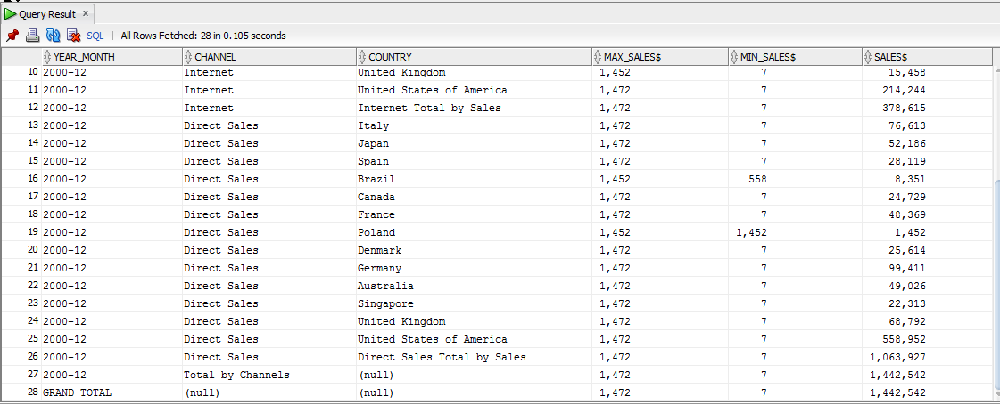 Query Result x
SQL | All Rows Fetched: 28 in 0.105 seconds
YEAR_MONTH CHANNEL COUNTRY MAX_SALES$ MIN_SALES$ SALES$
10 2000-12 Internet United Kingdom 1,452 7 15,458
11 2000-12 Internet United States of America 1,472 7 214,244
12 2000-12 Internet Internet Total by Sales 1,472 7 378,615
13 2000-12 Direct Sales Italy 1,472 7 76,613
14 2000-12 Direct Sales Japan 1,472 7 52,186
15 2000-12 Direct Sales Spain 1,472 7 28,119
16 2000-12 Direct Sales Brazil 1,452 558 8,351
17 2000-12 Direct Sales Canada 1,472 7 24,729
18 2000-12 Direct Sales France 1,472 7 48,369
19 2000-12 Direct Sales Poland 1,452 1,452 1,452
20 2000-12 Direct Sales Denmark 1,472 7 25,614
21 2000-12 Direct Sales Germany 1,472 7 99,411
22 2000-12 Direct Sales Australia 1,472 7 49,026
23 2000-12 Direct Sales Singapore 1,472 7 22,313
24 2000-12 Direct Sales United Kingdom 1,472 7 68,792
25 2000-12 Direct Sales United States of America 1,472 7 558,952
26 2000-12 Direct Sales Direct Sales Total by Sales 1,472 7 1,063,927
27 2000-12 Total by Channels (null) 1,472 7 1,442,542
28 GRAND TOTAL (null) (null) 1,472 7 1,442,542